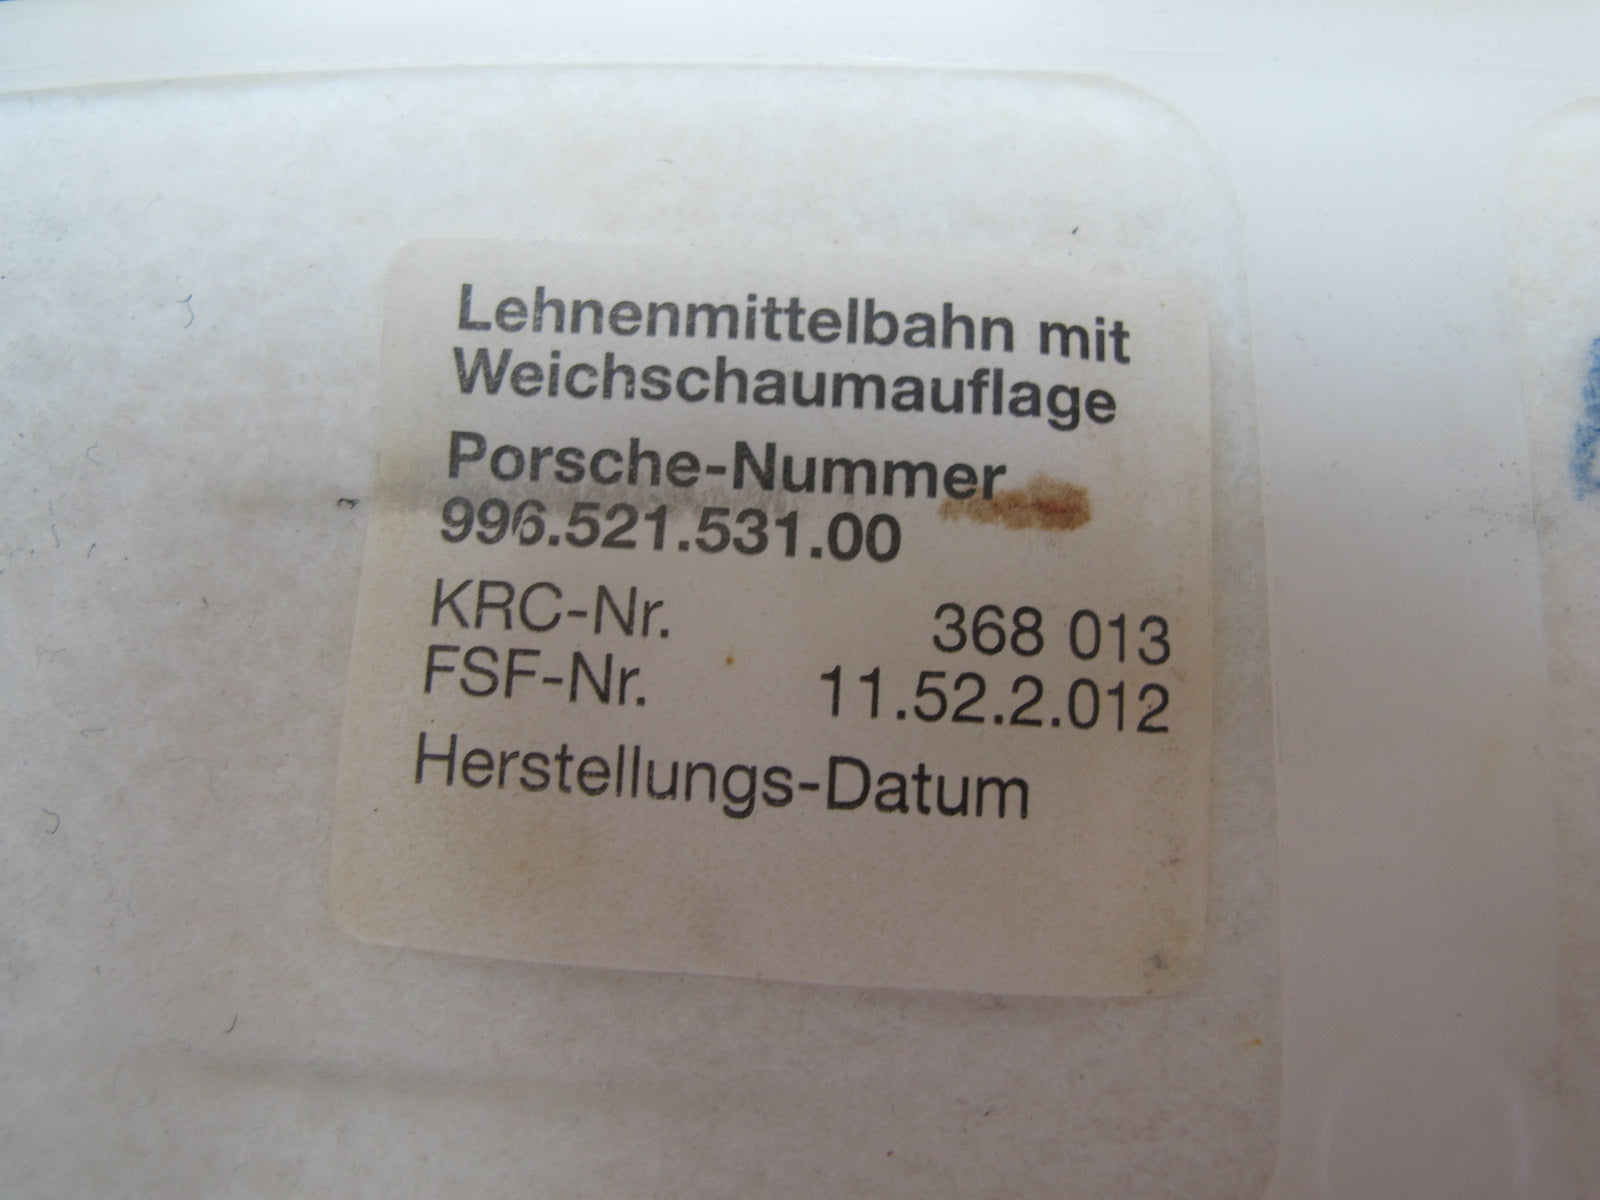 Lehnenmittelbahn mit
Weichschaumauflage
Porsche-Nummer
996.521.531.00
KRC-Nr. 368 013
FSF-Nr. 11.52.2.012
Herstellungs-Datum